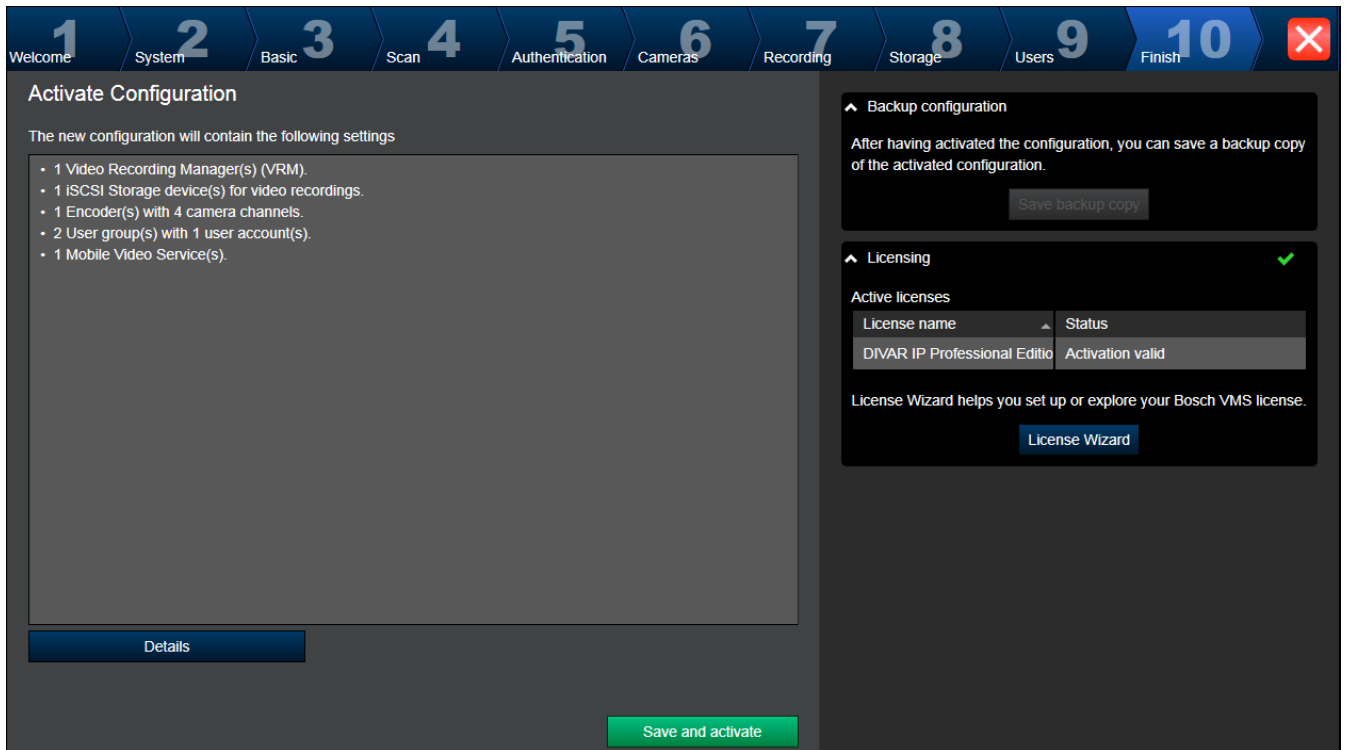 1 Welcome
2 System
3 Basic
4 Scan
5 Authentication
6 Cameras
7 Recording
8 Storage
9 Users
10 Finish
Activate Configuration
The new configuration will contain the following settings
• 1 Video Recording Manager(s) (VRM).
• 1 iSCSI Storage device(s) for video recordings.
• 1 Encoder(s) with 4 camera channels.
• 2 User group(s) with 1 user account(s).
• 1 Mobile Video Service(s).
Details
Save and activate
Backup configuration
After having activated the configuration, you can save a backup copy
of the activated configuration.
Save backup copy
Licensing
Active licenses
License name Status
DIVAR IP Professional Editio Activation valid
License Wizard helps you set up or explore your Bosch VMS license.
License Wizard